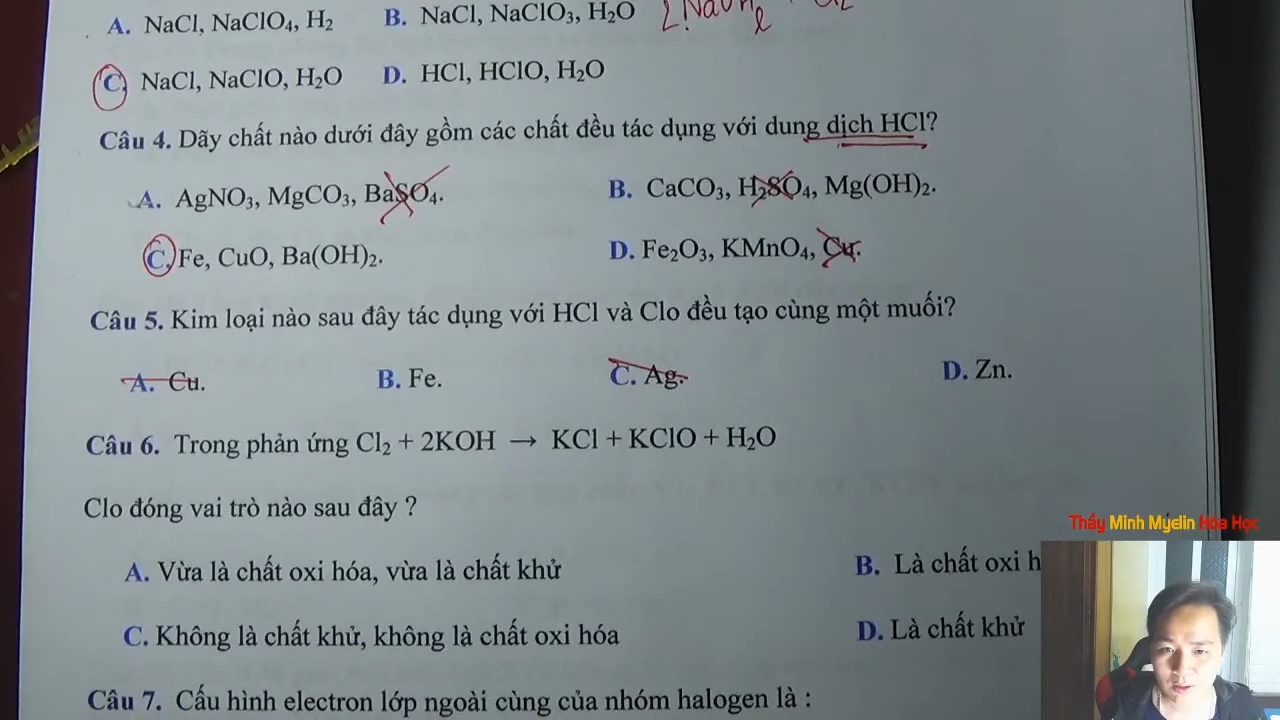 A. NaCl, NaClO₄, H₂ B. NaCl, NaClO₃, H₂O
C. NaCl, NaClO, H₂O D. HCl, HClO, H₂O
Câu 4. Dãy chất nào dưới đây gồm các chất đều tác dụng với dung dịch HCl?
A. AgNO₃, MgCO₃, BaSO₄. B. CaCO₃, H₂SO₄, Mg(OH)₂.
C. Fe, CuO, Ba(OH)₂. D. Fe₂O₃, KMnO₄, Cu.
Câu 5. Kim loại nào sau đây tác dụng với HCl và Clo đều tạo cùng một muối?
A. Cu. B. Fe. C. Ag. D. Zn.
Câu 6. Trong phản ứng Cl₂ + 2KOH → KCl + KClO + H₂O
Clo đóng vai trò nào sau đây ?
Thầy Minh Myelin Hóa Học
A. Vừa là chất oxi hóa, vừa là chất khử B. Là chất oxi h
C. Không là chất khử, không là chất oxi hóa D. Là chất khử
Câu 7. Cấu hình electron lớp ngoài cùng của nhóm halogen là :